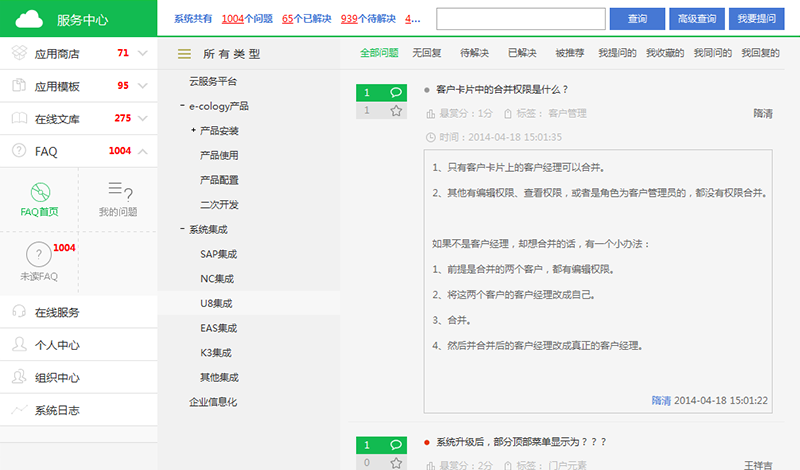 服务中心
系统共有 1004个问题 65个已解决 939个待解决 4...
查询
高级查询
我要提问
应用商店 71
应用模板 95
在线文库 275
FAQ 1004
FAQ首页
我的问题
1004
未读FAQ
在线服务
个人中心
组织中心
系统日志
所有类型
云服务平台
- e-cology产品
+ 产品安装
产品使用
产品配置
二次开发
- 系统集成
SAP集成
NC集成
U8集成
EAS集成
K3集成
其他集成
企业信息化
全部问题 无回复 待解决 已解决 被推荐 我提问的 我收藏的 我同问的 我回复的
1
1
客户卡片中的合并权限是什么？
悬赏分：1分 标签： 客户管理 隋清
时间：2014-04-18 15:01:35
1、只有客户卡片上的客户经理可以合并。
2、其他有编辑权限、查看权限，或者是角色为客户管理员的，都没有权限合并。
如果不是客户经理，却想合并的话，有一个小办法：
1、前提是合并的两个客户，都有编辑权限。
2、将这两个客户的客户经理改成自己。
3、合并。
4、然后并合并后的客户经理改成真正的客户经理。
隋清 2014-04-18 15:01:22
1
0
系统升级后，部分顶部菜单显示为？？？
悬赏分：2分 标签： 门户元素 王祥言